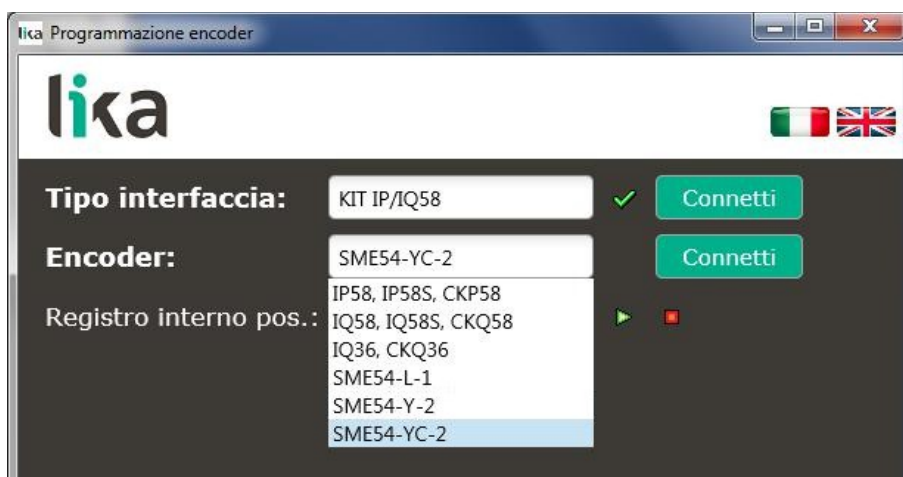 lika Programmazione encoder
lika
Tipo interfaccia: KIT IP/IQ58 Connetti
Encoder: SME54-YC-2 Connetti
IP58, IP58S, CKP58
Registro interno pos.: IQ58, IQ58S, CKQ58
IQ36, CKQ36
SME54-L-1
SME54-Y-2
SME54-YC-2